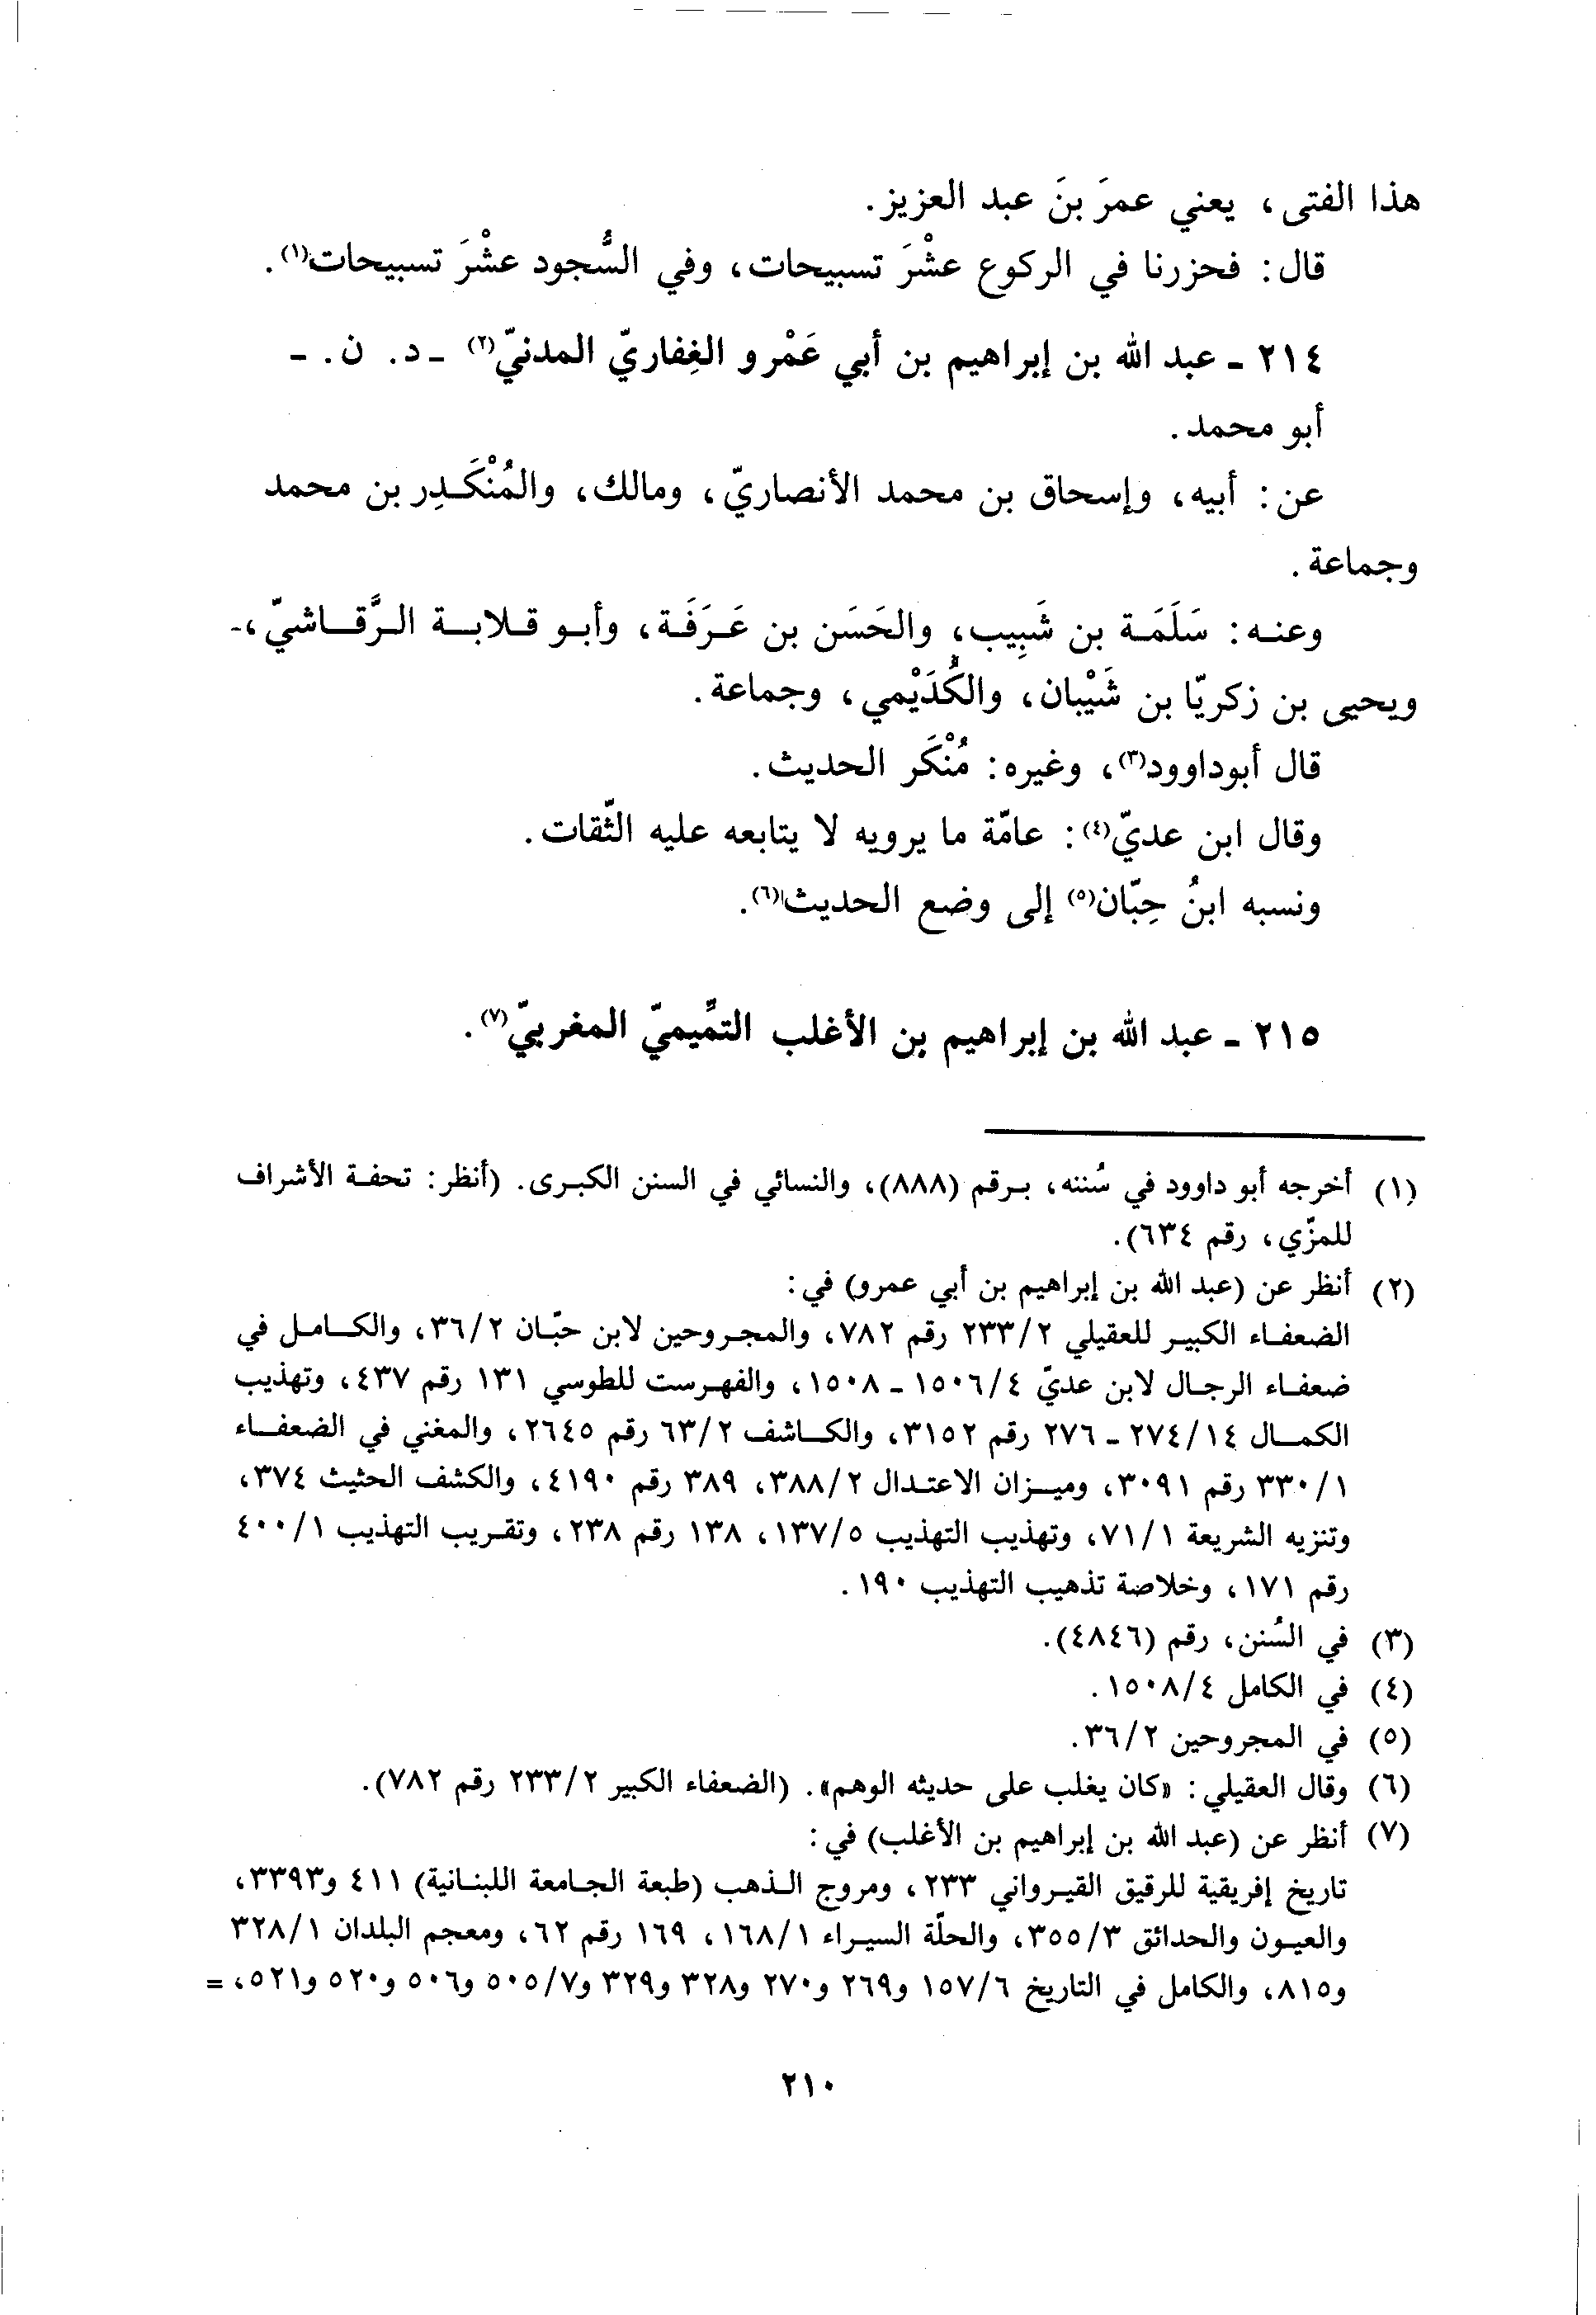 هذا الفتى، يعني عمرَ بنَ عبد العزيز.
قال: فحزرنا في الركوع عشْرَ تسبيحات، وفي السُّجود عشْرَ تسبيحات(١).
٢١٤ - عبد الله بن إبراهيم بن أبي عَمْرو الغِفاريّ المدنيّ(٢) - د. ن. -
أبو محمد.
عن: أبيه، وإسحاق بن محمد الأنصاريّ، ومالك، والمُنْكَدِر بن محمد
وجماعة.
وعنه: سَلَمَة بن شَبِيب، والحَسَن بن عَرَفَة، وأبو قلابة الرَّقاشيّ،
ويحيى بن زكريّا بن شَيْبان، والكُدَيْمي، وجماعة.
قال أبوداوود(٣)، وغيره: مُنْكَر الحديث.
وقال ابن عديّ(٤): عامّة ما يرويه لا يتابعه عليه الثّقات.
ونسبه ابنُ حِبّان(٥) إلى وضع الحديث(٦).
٢١٥ - عبد الله بن إبراهيم بن الأغلب التّميميّ المغربيّ(٧).
(١) أخرجه أبو داوود في سُننه، برقم (٨٨٨)، والنسائي في السنن الكبرى. (أنظر: تحفة الأشراف
للمزّي، رقم ٦٣٤).
(٢) أنظر عن (عبد الله بن إبراهيم بن أبي عمرو) في:
الضعفاء الكبير للعقيلي ٢/٢٣٣ رقم ٧٨٢، والمجروحين لابن حبّان ٢/٣٦، والكامل في
ضعفاء الرجال لابن عديّ ٤/١٥٠٦ - ١٥٠٨، والفهرست للطوسي ١٣١ رقم ٤٣٧، وتهذيب
الكمال ١٤/٢٧٤ - ٢٧٦ رقم ٣١٥٢، والكاشف ٢/٦٣ رقم ٢٦٤٥، والمغني في الضعفاء
١/٣٣٠ رقم ٣٠٩١، وميزان الاعتدال ٢/٣٨٨، ٣٨٩ رقم ٤١٩٠، والكشف الحثيث ٣٧٤،
وتنزيه الشريعة ١/٧١، وتهذيب التهذيب ٥/١٣٧، ١٣٨ رقم ٢٣٨، وتقريب التهذيب ١/٤٠٠
رقم ١٧١، وخلاصة تذهيب التهذيب ١٩٠.
(٣) في السُنن، رقم (٤٨٤٦).
(٤) في الكامل ٤/١٥٠٨.
(٥) في المجروحين ٢/٣٦.
(٦) وقال العقيلي: «كان يغلب على حديثه الوهم». (الضعفاء الكبير ٢/٢٣٣ رقم ٧٨٢).
(٧) أنظر عن (عبد الله بن إبراهيم بن الأغلب) في:
تاريخ إفريقية للرقيق القيرواني ٢٣٣، ومروج الذهب (طبعة الجامعة اللبنانية) ٤١١ و٣٣٩٣،
والعيون والحدائق ٣/٣٥٥، والحلّة السيراء ١/١٦٨، ١٦٩ رقم ٦٢، ومعجم البلدان ١/٣٢٨
و٨١٥، والكامل في التاريخ ٦/١٥٧ و٢٦٩ و٢٧٠ و٣٢٨ و٣٢٩ و٧/٥٠٥ و٥٠٦ و٥٢٠ و٥٢١، =
٢١٠